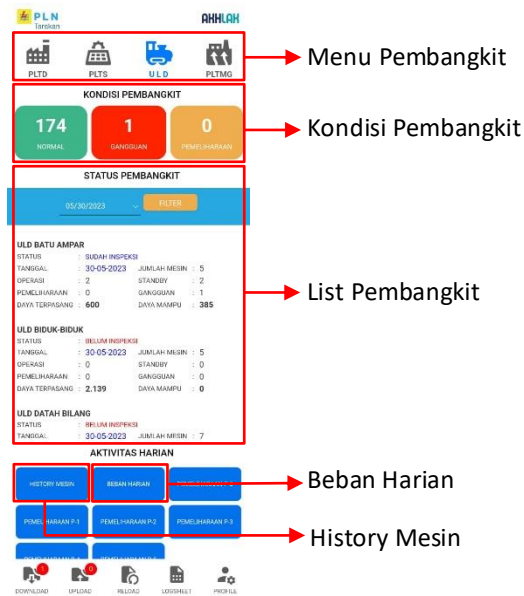 PLN
Tarakan
AKHLAK
PLTD PLTS ULD PLTMG
Menu Pembangkit
KONDISI PEMBANGKIT
174 1 0
NORMAL GANGGUAN PEMELIHARAAN
Kondisi Pembangkit
STATUS PEMBANGKIT
05/30/2023 FILTER
ULD BATU AMPAR
STATUS : SUDAH INSPEKSI
TANGGAL : 30-05-2023 JUMLAH MESIN : 5
OPERASI : 2 STANDBY : 2
PEMELIHARAAN : 0 GANGGUAN : 1
DAYA TERPASANG : 600 DAYA MAMPU : 385
List Pembangkit
ULD BIDUK-BIDUK
STATUS : BELUM INSPEKSI
TANGGAL : 30-05-2023 JUMLAH MESIN : 5
OPERASI : 0 STANDBY : 0
PEMELIHARAAN : 0 GANGGUAN : 0
DAYA TERPASANG : 2.139 DAYA MAMPU : 0
ULD DATAH BILANG
STATUS : BELUM INSPEKSI
TANGGAL : 30-05-2023 JUMLAH MESIN : 7
AKTIVITAS HARIAN
HISTORY MESIN BEBAN HARIAN
Beban Harian
PEMELIHARAAN P-1 PEMELIHARAAN P-2 PEMELIHARAAN P-3
History Mesin
1 0
DOWNLOAD UPLOAD RELOAD LOGSHEET PROFILE